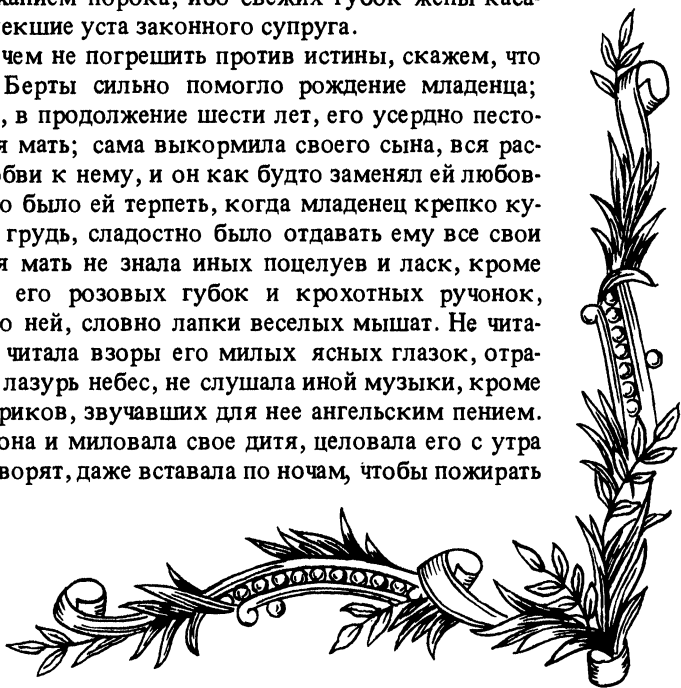 ханием порока, ибо свежих губок жены каса-
екшие уста законного супруга.
чем не погрешить против истины, скажем, что
Берты сильно помогло рождение младенца;
, в продолжение шести лет, его усердно песто-
я мать; сама выкормила своего сына, вся рас-
бви к нему, и он как будто заменял ей любов-
о было ей терпеть, когда младенец крепко ку-
грудь, сладостно было отдавать ему все свои
я мать не знала иных поцелуев и ласк, кроме
его розовых губок и крохотных ручонок,
о ней, словно лапки веселых мышат. Не чита-
читала взоры его милых ясных глазок, отра-
лазурь небес, не слушала иной музыки, кроме
риков, звучавших для нее ангельским пением.
она и миловала свое дитя, целовала его с утра
ворят, даже вставала по ночам, чтобы пожирать